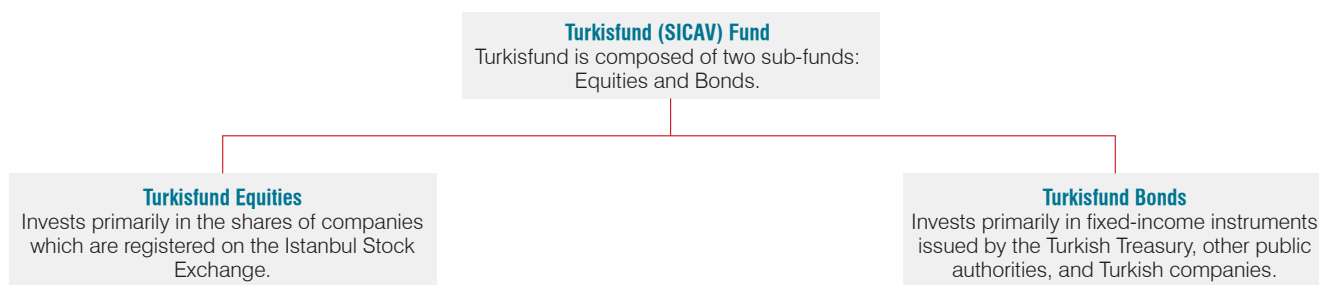 Turkisfund (SICAV) Fund
Turkisfund is composed of two sub-funds:
Equities and Bonds.
Turkisfund Equities
Invests primarily in the shares of companies
which are registered on the Istanbul Stock
Exchange.
Turkisfund Bonds
Invests primarily in fixed-income instruments
issued by the Turkish Treasury, other public
authorities, and Turkish companies.